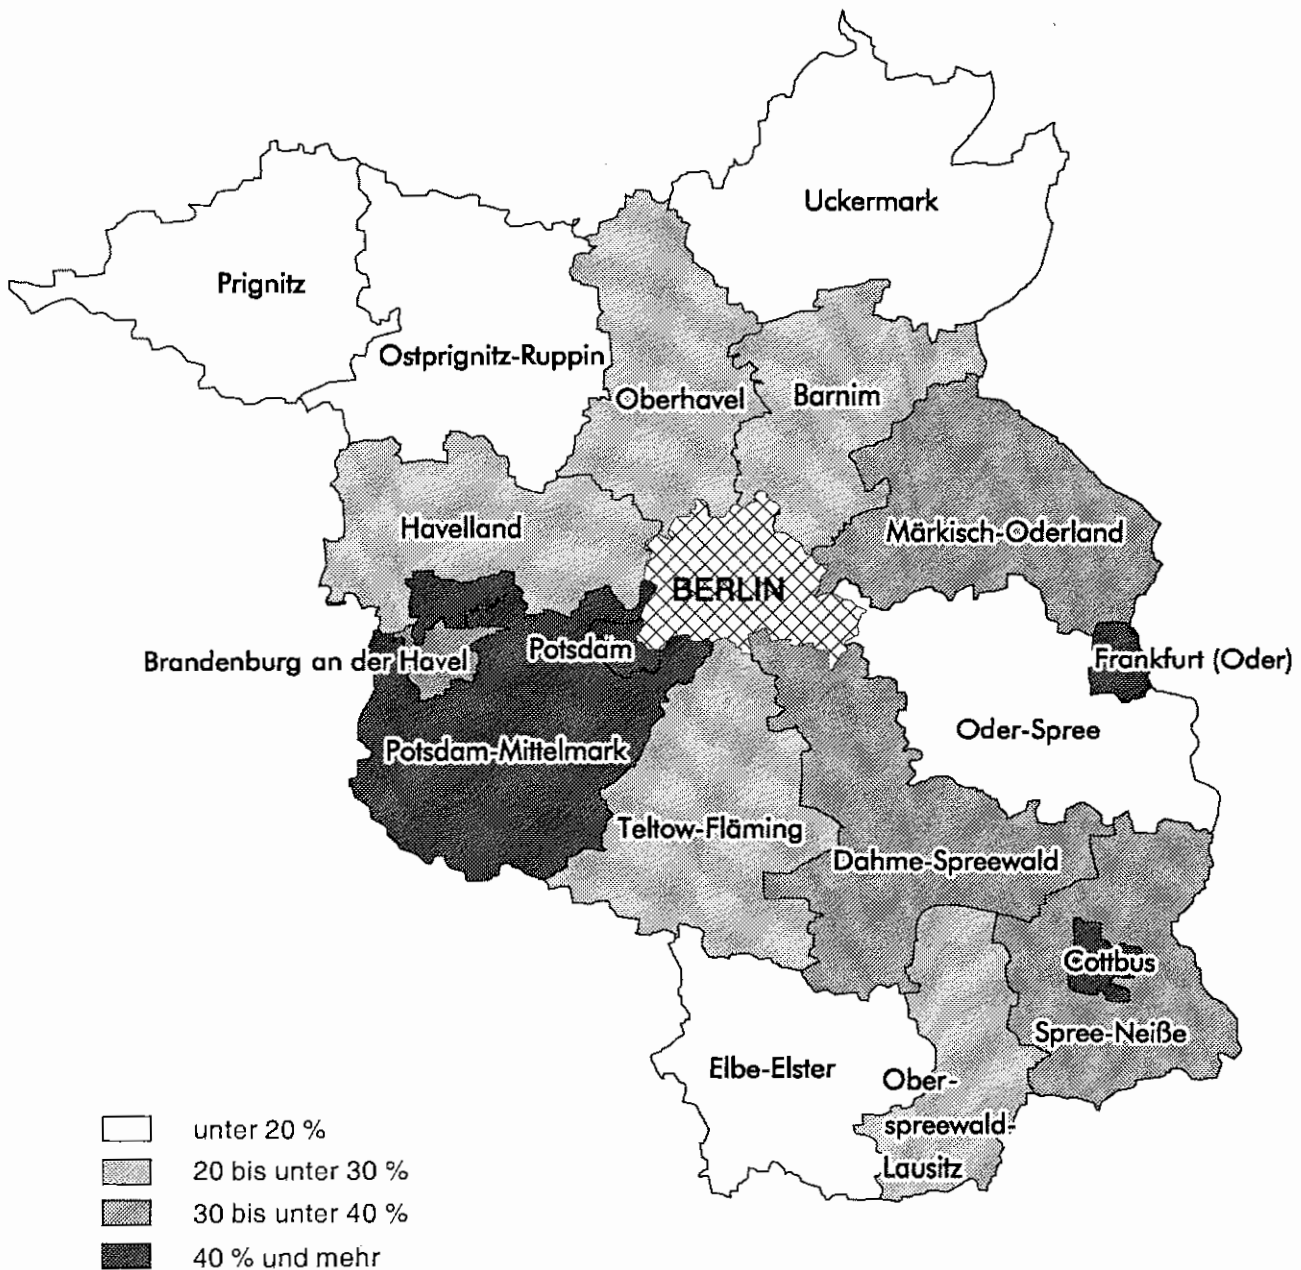 Uckermark
Prignitz
Ostprignitz-Ruppin
Oberhavel
Barnim
Havelland
Märkisch-Oderland
BERLIN
Brandenburg an der Havel
Potsdam
Frankfurt (Oder)
Potsdam-Mittelmark
Oder-Spree
Teltow-Fläming
Dahme-Spreewald
Cottbus
Spree-Neiße
Elbe-Elster
Ober-
spreewald-
Lausitz
unter 20 %
20 bis unter 30 %
30 bis unter 40 %
40 % und mehr